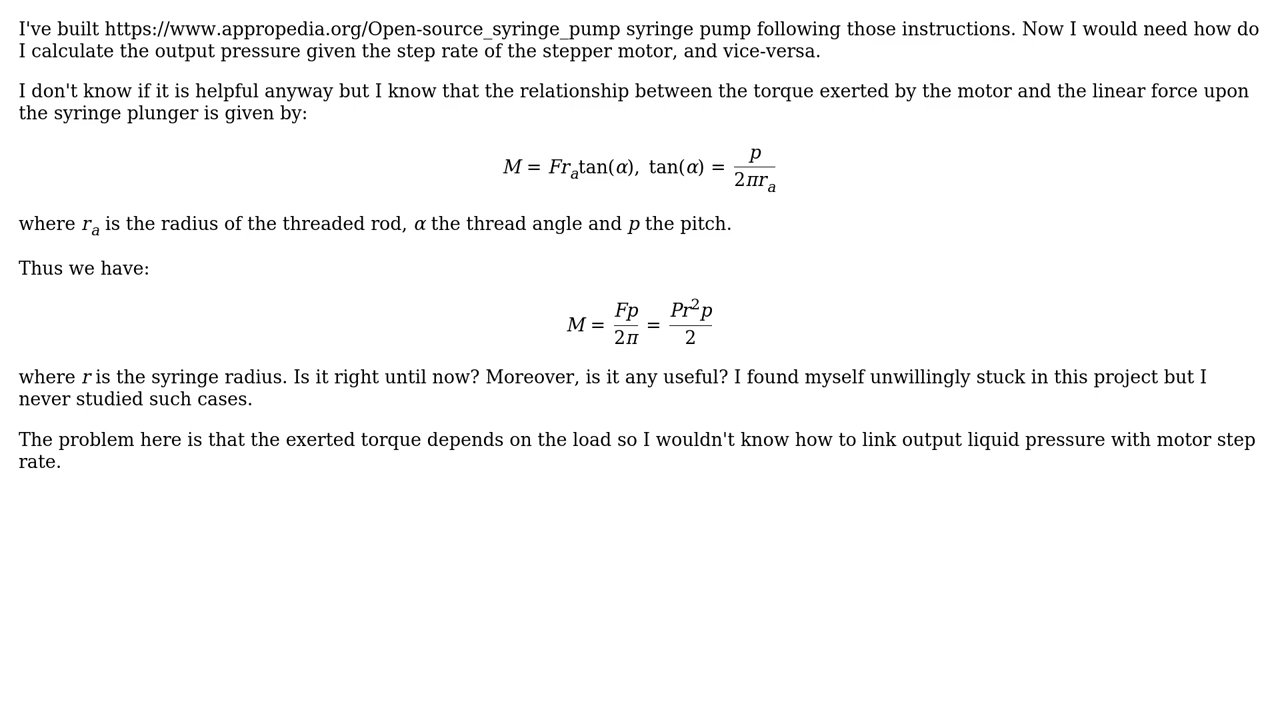 I've built https://www.appropedia.org/Open-source_syringe_pump syringe pump following those instructions. Now I would need how do
I calculate the output pressure given the step rate of the stepper motor, and vice-versa.
I don't know if it is helpful anyway but I know that the relationship between the torque exerted by the motor and the linear force upon
the syringe plunger is given by:
M = Fr_a tan(α), tan(α) = p / 2πr_a
where r_a is the radius of the threaded rod, α the thread angle and p the pitch.
Thus we have:
M = Fp / 2π = Pr²p / 2
where r is the syringe radius. Is it right until now? Moreover, is it any useful? I found myself unwillingly stuck in this project but I
never studied such cases.
The problem here is that the exerted torque depends on the load so I wouldn't know how to link output liquid pressure with motor step
rate.